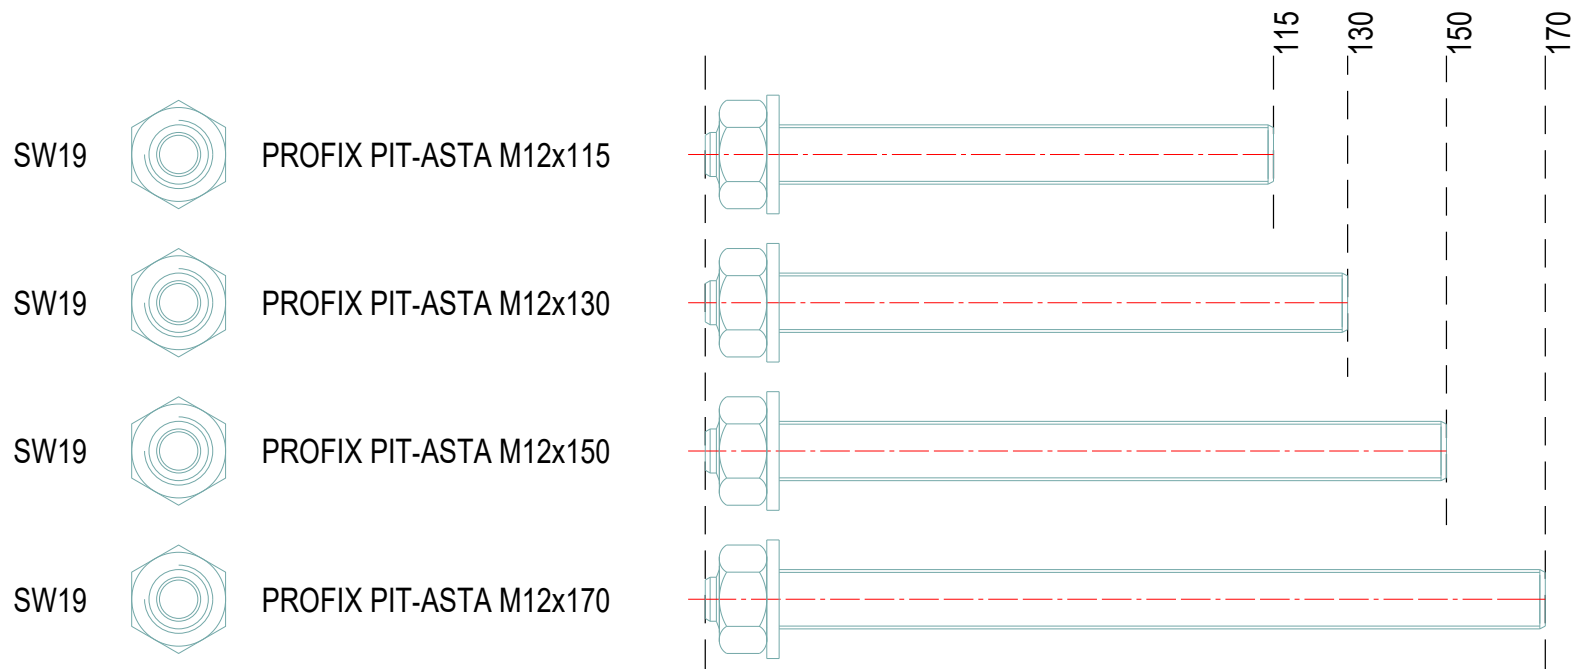 115
130
150
170
SW19 PROFIX PIT-ASTA M12x115
SW19 PROFIX PIT-ASTA M12x130
SW19 PROFIX PIT-ASTA M12x150
SW19 PROFIX PIT-ASTA M12x170